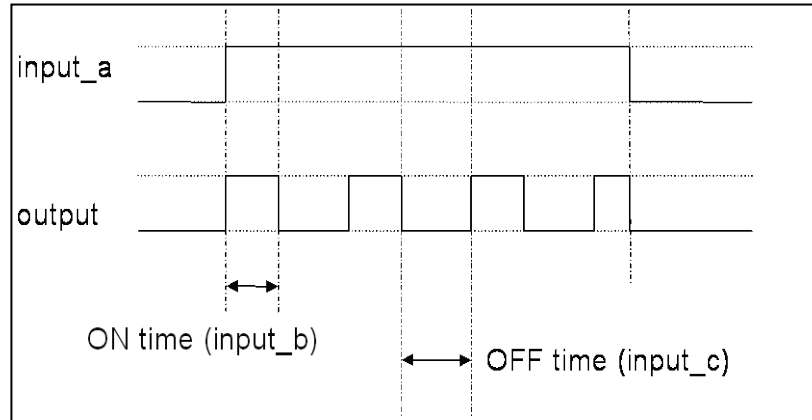 input_a
output
ON time (input_b)
OFF time (input_c)